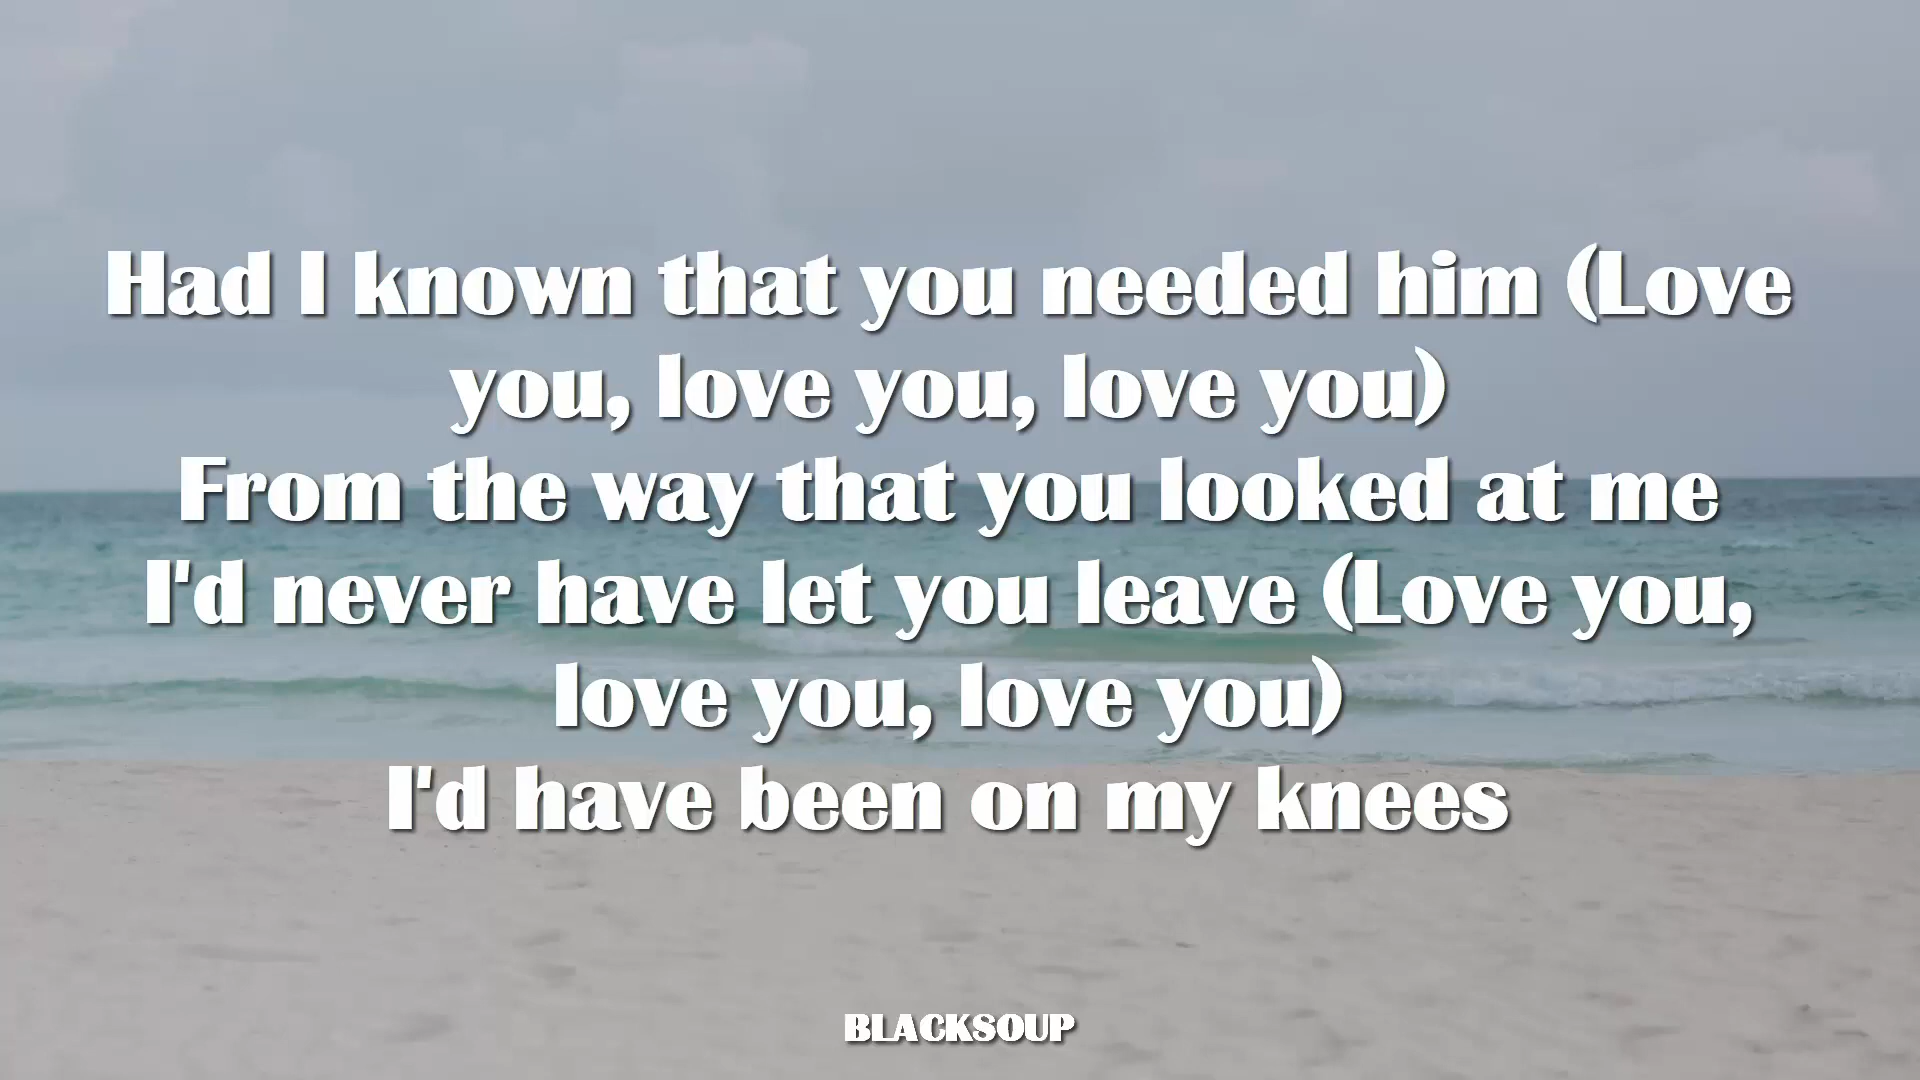 Had I known that you needed him (Love
you, love you, love you)
From the way that you looked at me
I'd never have let you leave (Love you,
love you, love you)
I'd have been on my knees
BLACKSOUP